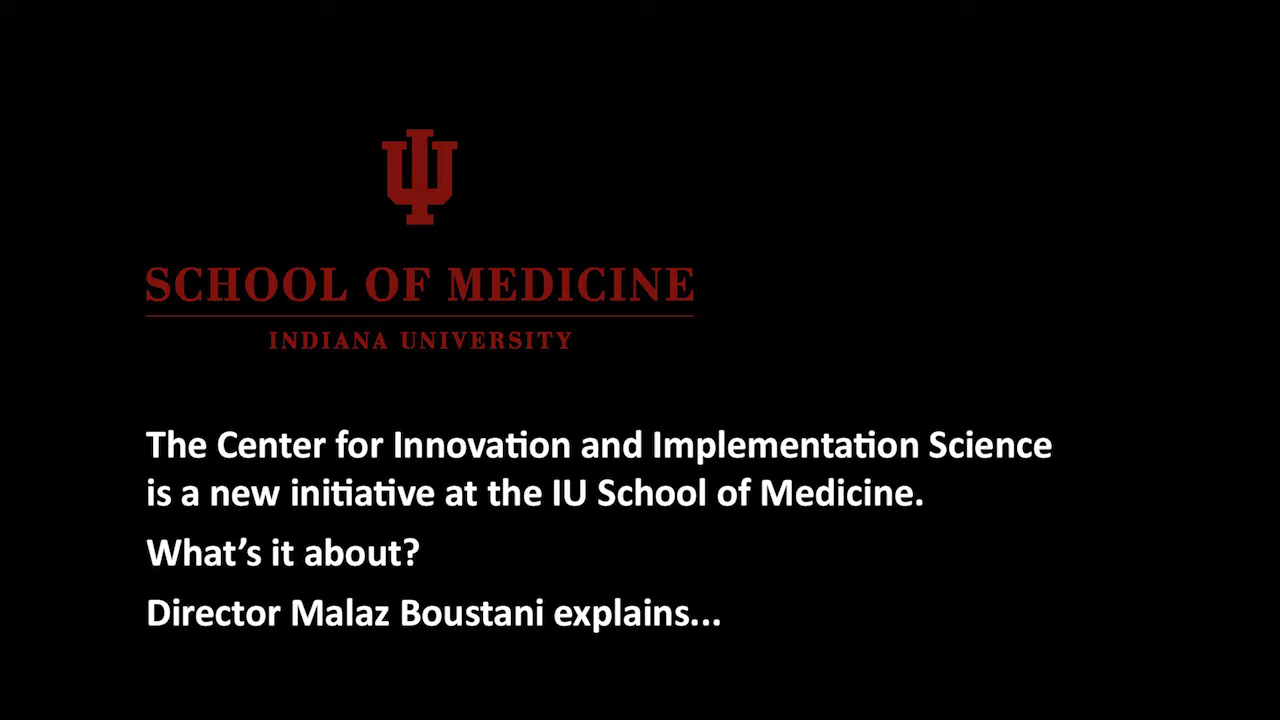 SCHOOL OF MEDICINE
INDIANA UNIVERSITY
The Center for Innovation and Implementation Science
is a new initiative at the IU School of Medicine.
What’s it about?
Director Malaz Boustani explains...